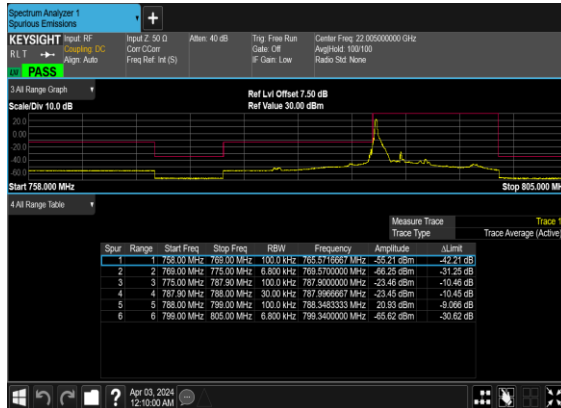 Spectrum Analyzer 1
Spurious Emissions
+
KEYSIGHT Input: RF Input Z: 50 Ω Atten: 40 dB Trig: Free Run Center Freq: 22.005000000 GHz
RLT Coupling: DC Corr CCorr Gate: Off Avg|Hold: 100/100
Align: Auto Freq Ref: Int (S) IF Gain: Low Radio Std: None
PASS
3 All Range Graph
Ref Lvl Offset 7.50 dB
Scale/Div 10.0 dB Ref Value 30.00 dBm
20.0
0.00
-20.0
-40.0
-60.0
Start 758.000 MHz Stop 805.000 MH
4 All Range Table
Measure Trace Trace 1
Trace Type Trace Average (Active)
Spur Range Start Freq Stop Freq RBW Frequency Amplitude ΔLimit
1 1 758.00 MHz 769.00 MHz 100.0 kHz 765.5716667 MHz -55.21 dBm -42.21 dB
2 2 769.00 MHz 775.00 MHz 6.800 kHz 769.5700000 MHz -66.25 dBm -31.25 dB
3 3 775.00 MHz 787.90 MHz 100.0 kHz 787.9000000 MHz -23.46 dBm -10.46 dB
4 4 787.90 MHz 788.00 MHz 30.00 kHz 787.9966667 MHz -23.45 dBm -10.45 dB
5 5 788.00 MHz 799.00 MHz 100.0 kHz 788.3483333 MHz 20.93 dBm -9.066 dB
6 6 799.00 MHz 805.00 MHz 6.800 kHz 799.3400000 MHz -65.62 dBm -30.62 dB
? Apr 03, 2024
12:10:00 AM